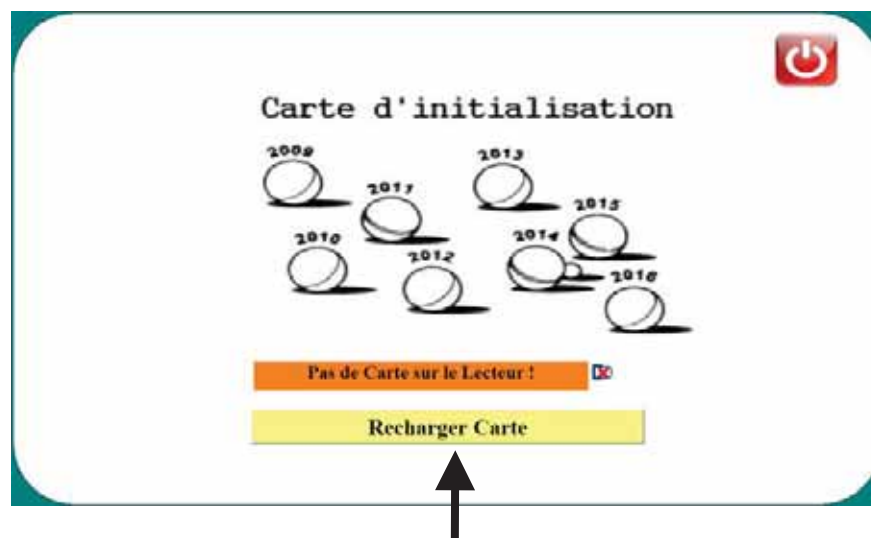 Carte d'initialisation
2009
2013
2011
2015
2010
2014
2012
2016
Pas de Carte sur le Lecteur !
Recharger Carte